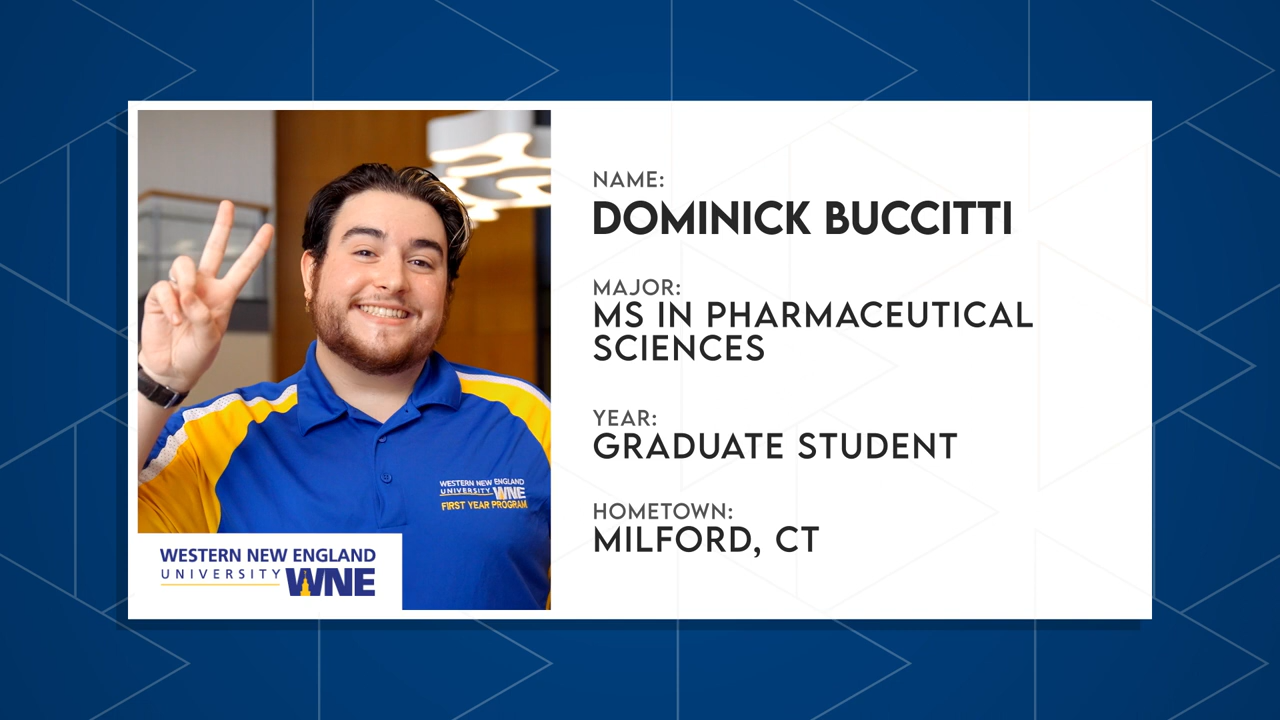 NAME:
DOMINICK BUCCITTI
MAJOR:
MS IN PHARMACEUTICAL
SCIENCES
YEAR:
GRADUATE STUDENT
HOMETOWN:
MILFORD, CT
WESTERN NEW ENGLAND
UNIVERSITY WNE
FIRST YEAR PROGRAM
WESTERN NEW ENGLAND
UNIVERSITY WNE